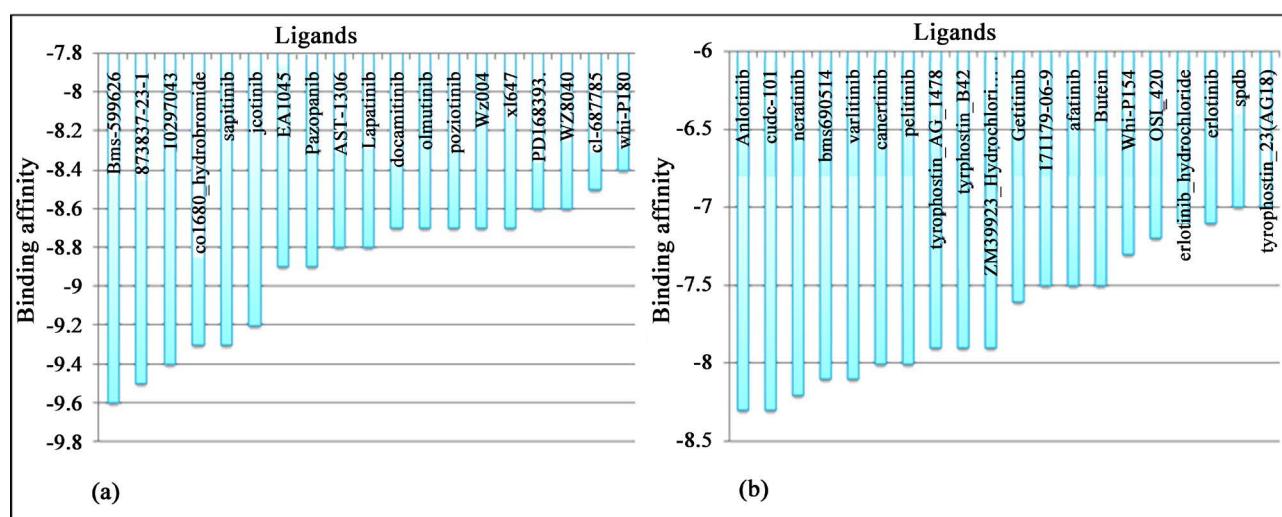 Ligands
Binding affinity
-7.8
-8
-8.2
-8.4
-8.6
-8.8
-9
-9.2
-9.4
-9.6
-9.8
Bms-599626
873837-23-1
10297043
co1680_hydrobromide
sapitinib
jcotinib
EA1045
Pazopanib
AST-1306
Lapatinib
docamitinib
olmutinib
poziotinib
Wz004
xl647
PD168393.
WZ8040
cl-687785
whi-P180
(a)
Ligands
Binding affinity
-6
-6.5
-7
-7.5
-8
-8.5
Anlotinib
cudc-101
neratinib
bms690514
varitinib
canertinib
pelitinib
tyrophostin_AG_1478
tyrphostin_B42
ZM39923_Hydrochlori....
Gettinib
171179-06-9
afatinib
Butein
Whi-P154
OSI_420
erlotinib_hydrochloride
erlotinib
spdb
tyrophostin_23(AG18)
(b)